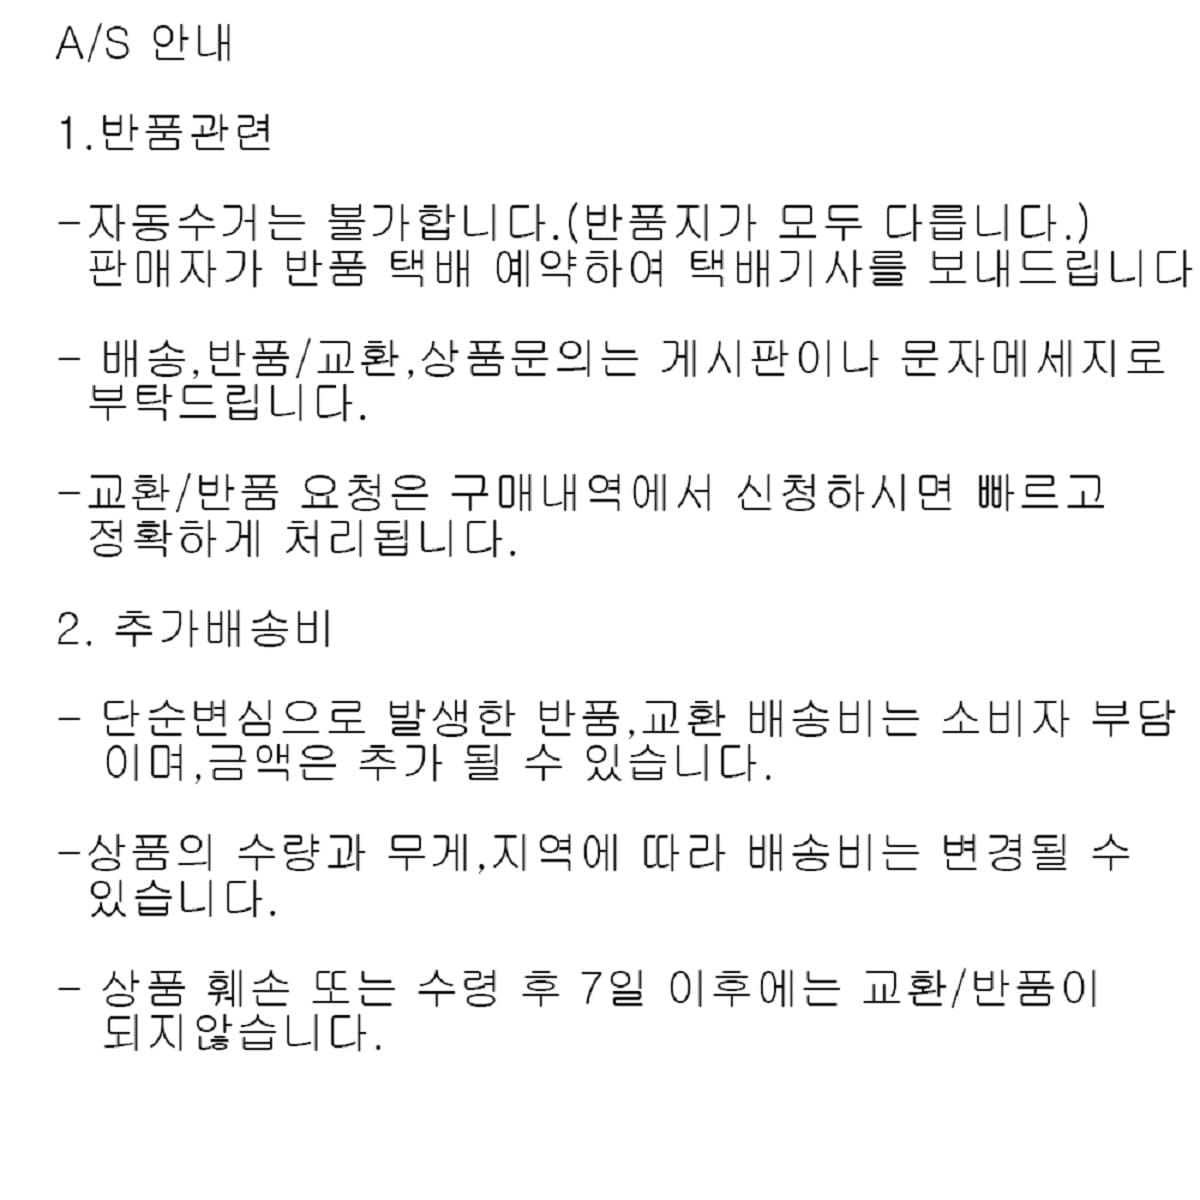 A/S 안내
1.반품관련
-자동수거는 불가합니다.(반품지가 모두 다릅니다.)
판매자가 반품 택배 예약하여 택배기사를 보내드립니다
- 배송,반품/교환,상품문의는 게시판이나 문자메세지로
부탁드립니다.
-교환/반품 요청은 구매내역에서 신청하시면 빠르고
정확하게 처리됩니다.
2. 추가배송비
- 단순변심으로 발생한 반품,교환 배송비는 소비자 부담
이며,금액은 추가 될 수 있습니다.
-상품의 수량과 무게,지역에 따라 배송비는 변경될 수
있습니다.
- 상품 훼손 또는 수령 후 7일 이후에는 교환/반품이
되지않습니다.